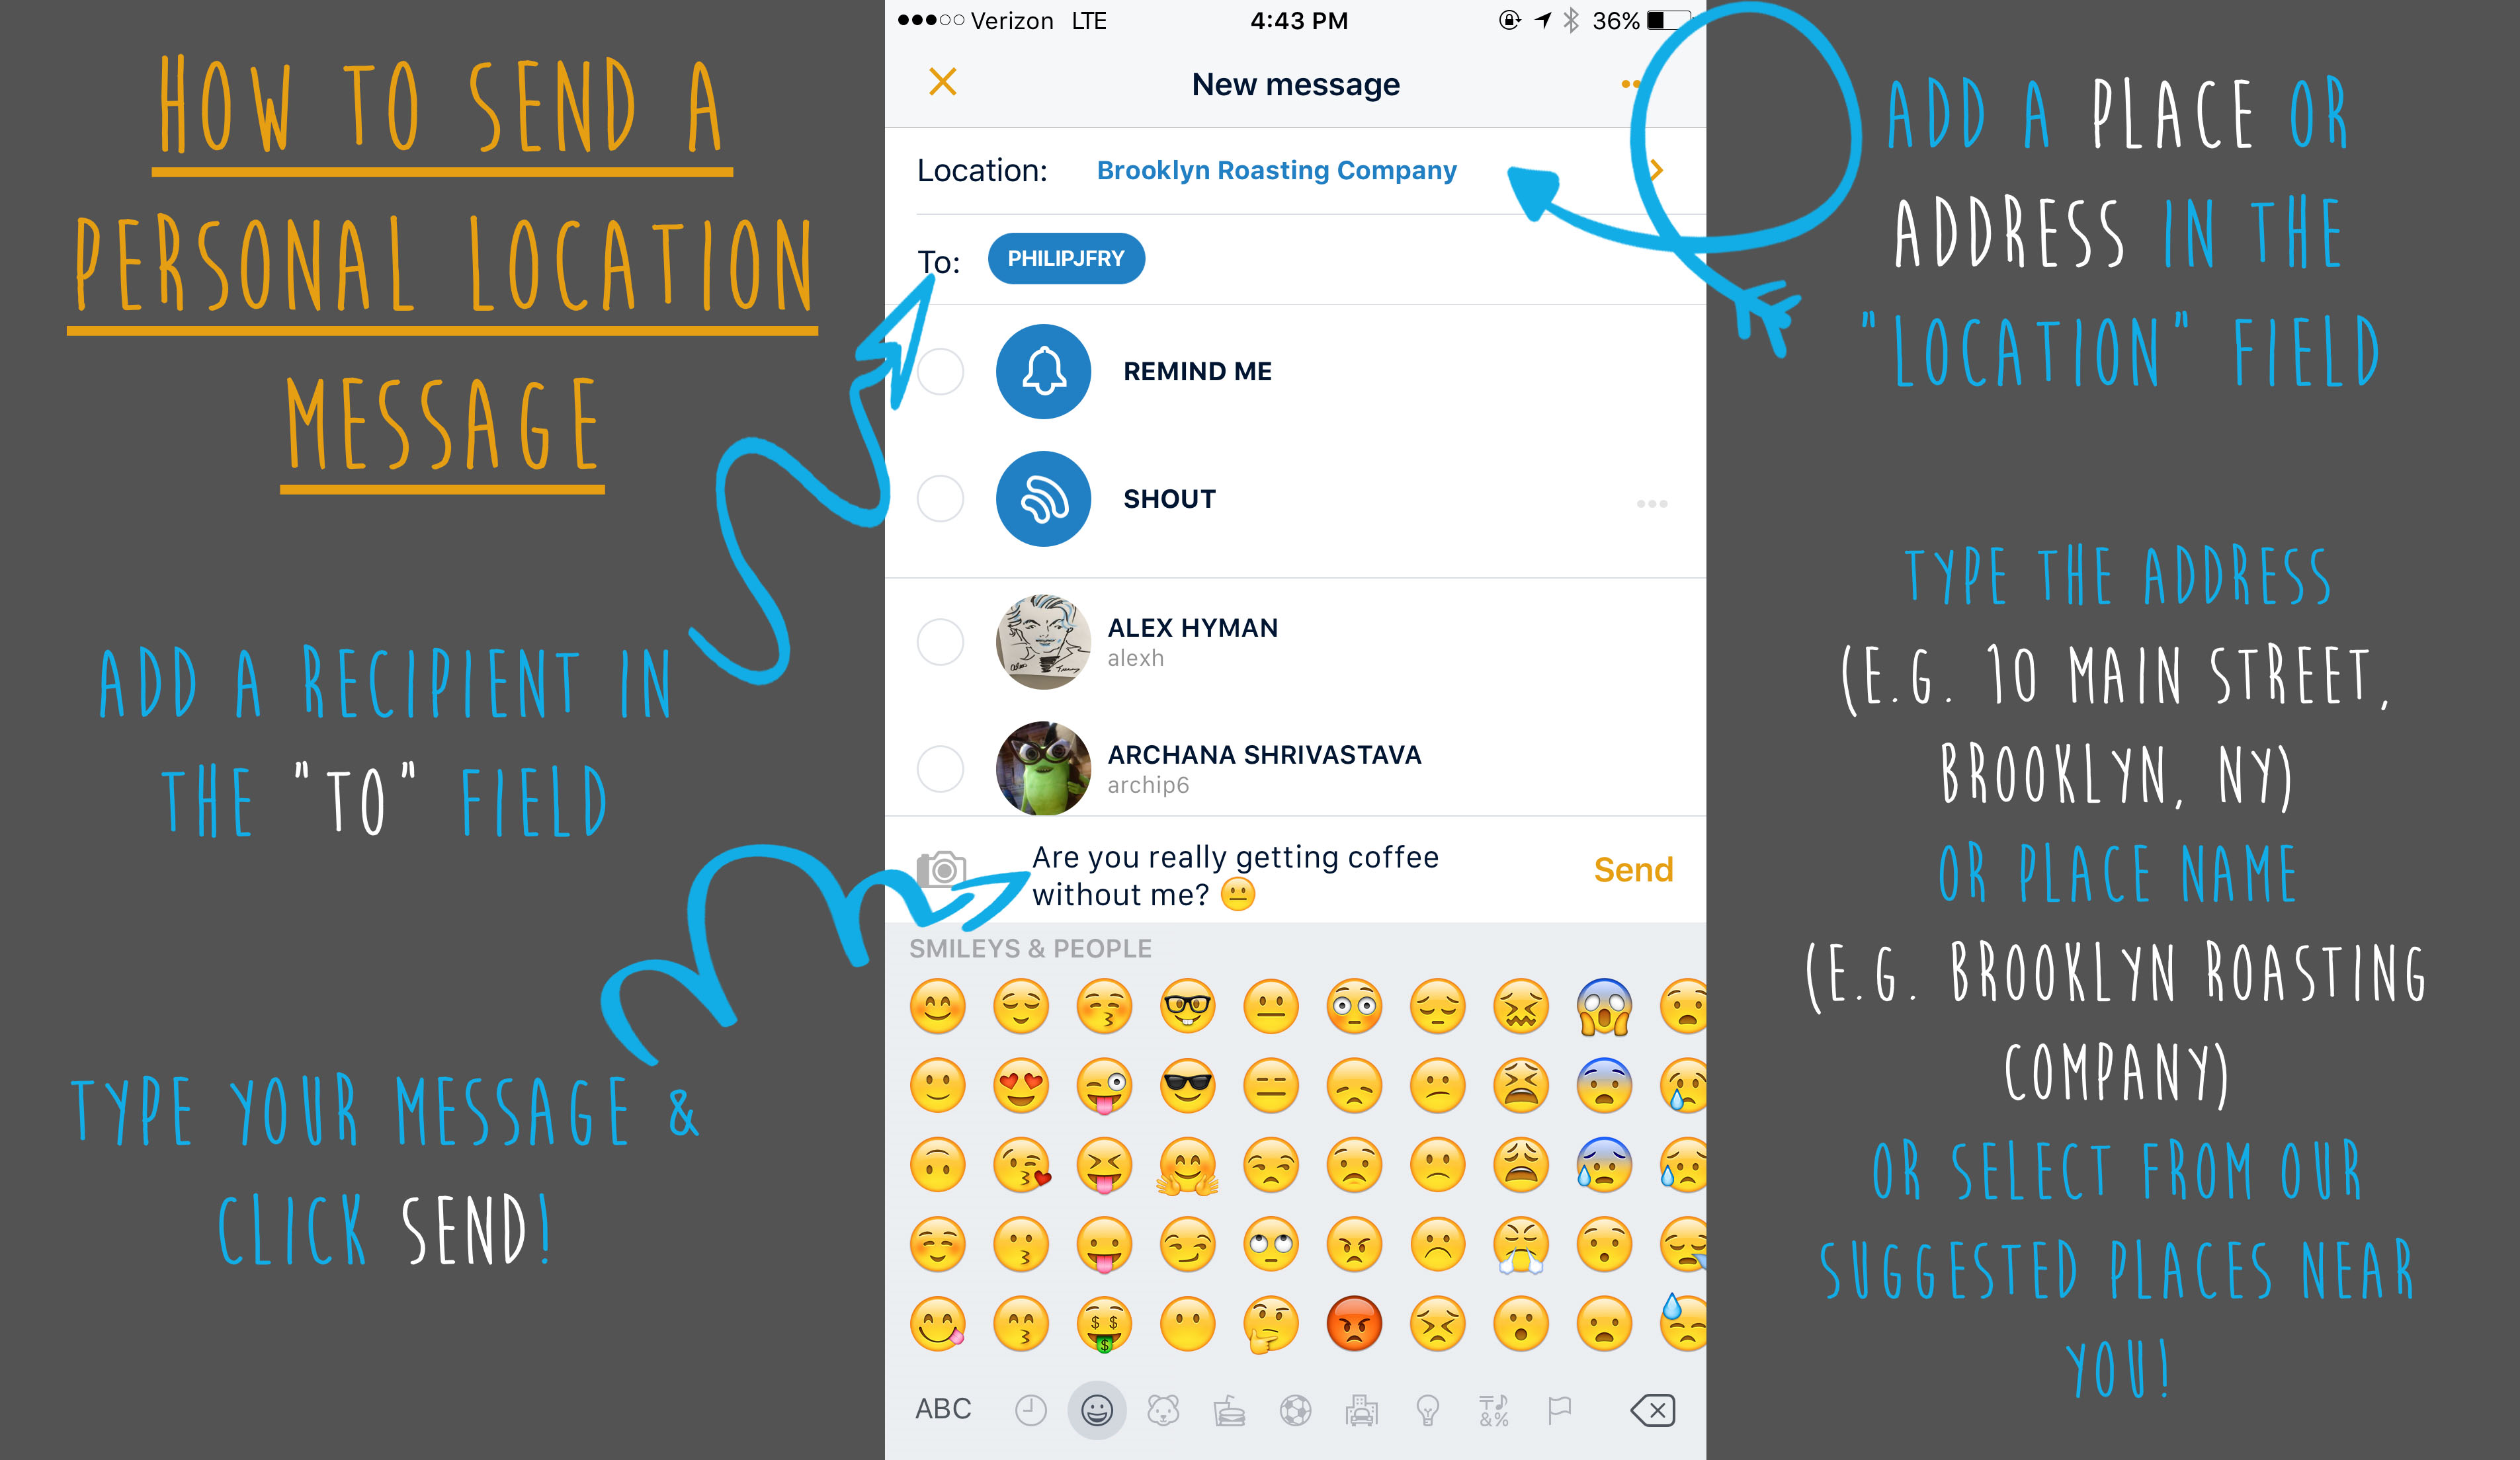 HOW TO SEND A
PERSONAL LOCATION
MESSAGE
ADD A RECIPIENT IN
THE "TO" FIELD
TYPE YOUR MESSAGE &
CLICK SEND!
Verizon LTE 4:43 PM 36%
New message
Location: Brooklyn Roasting Company
To: PHILIPJFRY
REMIND ME
SHOUT
ALEX HYMAN
alexh
ARCHANA SHRIVASTAVA
archip6
Are you really getting coffee
without me? 😐
Send
SMILEYS & PEOPLE
ABC
ADD A PLACE OR
ADDRESS IN THE
"LOCATION" FIELD
TYPE THE ADDRESS
(E.G. 10 MAIN STREET,
BROOKLYN, NY)
OR PLACE NAME
(E.G. BROOKLYN ROASTING
COMPANY)
OR SELECT FROM OUR
SUGGESTED PLACES NEAR
YOU!